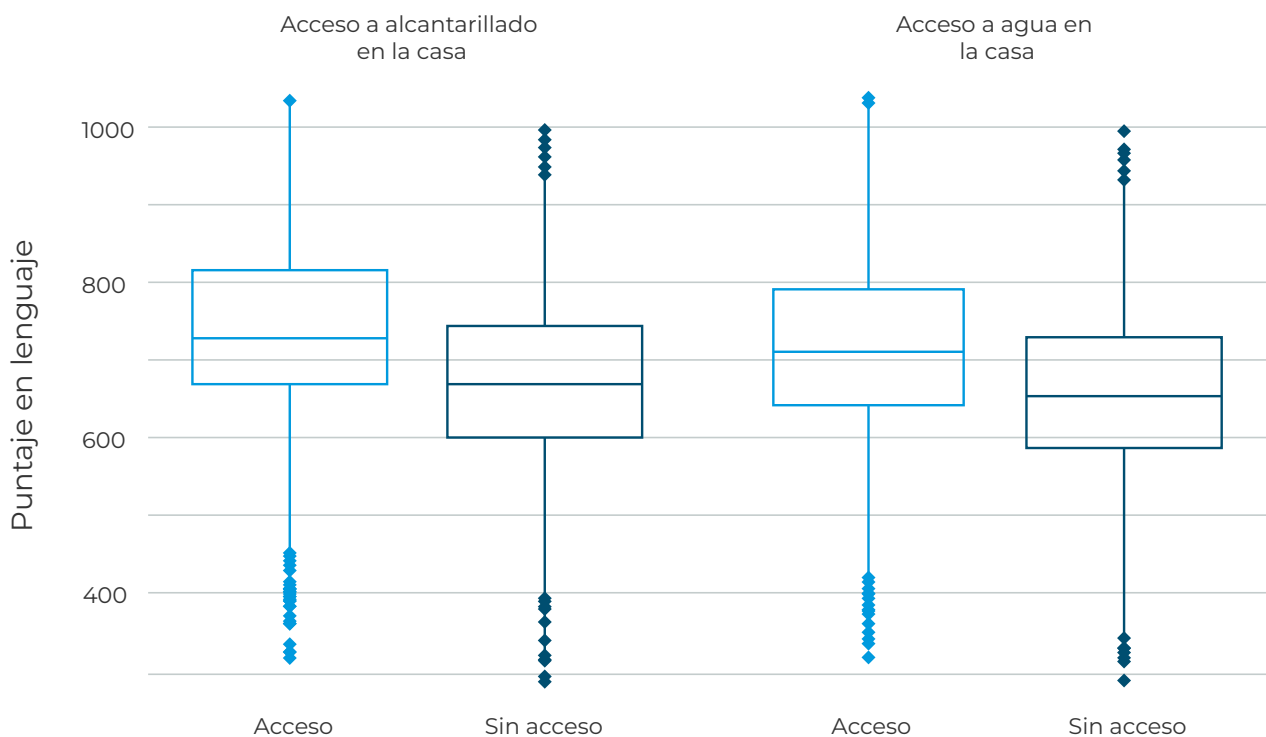 Acceso a alcantarillado
en la casa
Acceso a agua en
la casa
Puntaje en lenguaje
1000
800
600
400
Acceso
Sin acceso
Acceso
Sin acceso